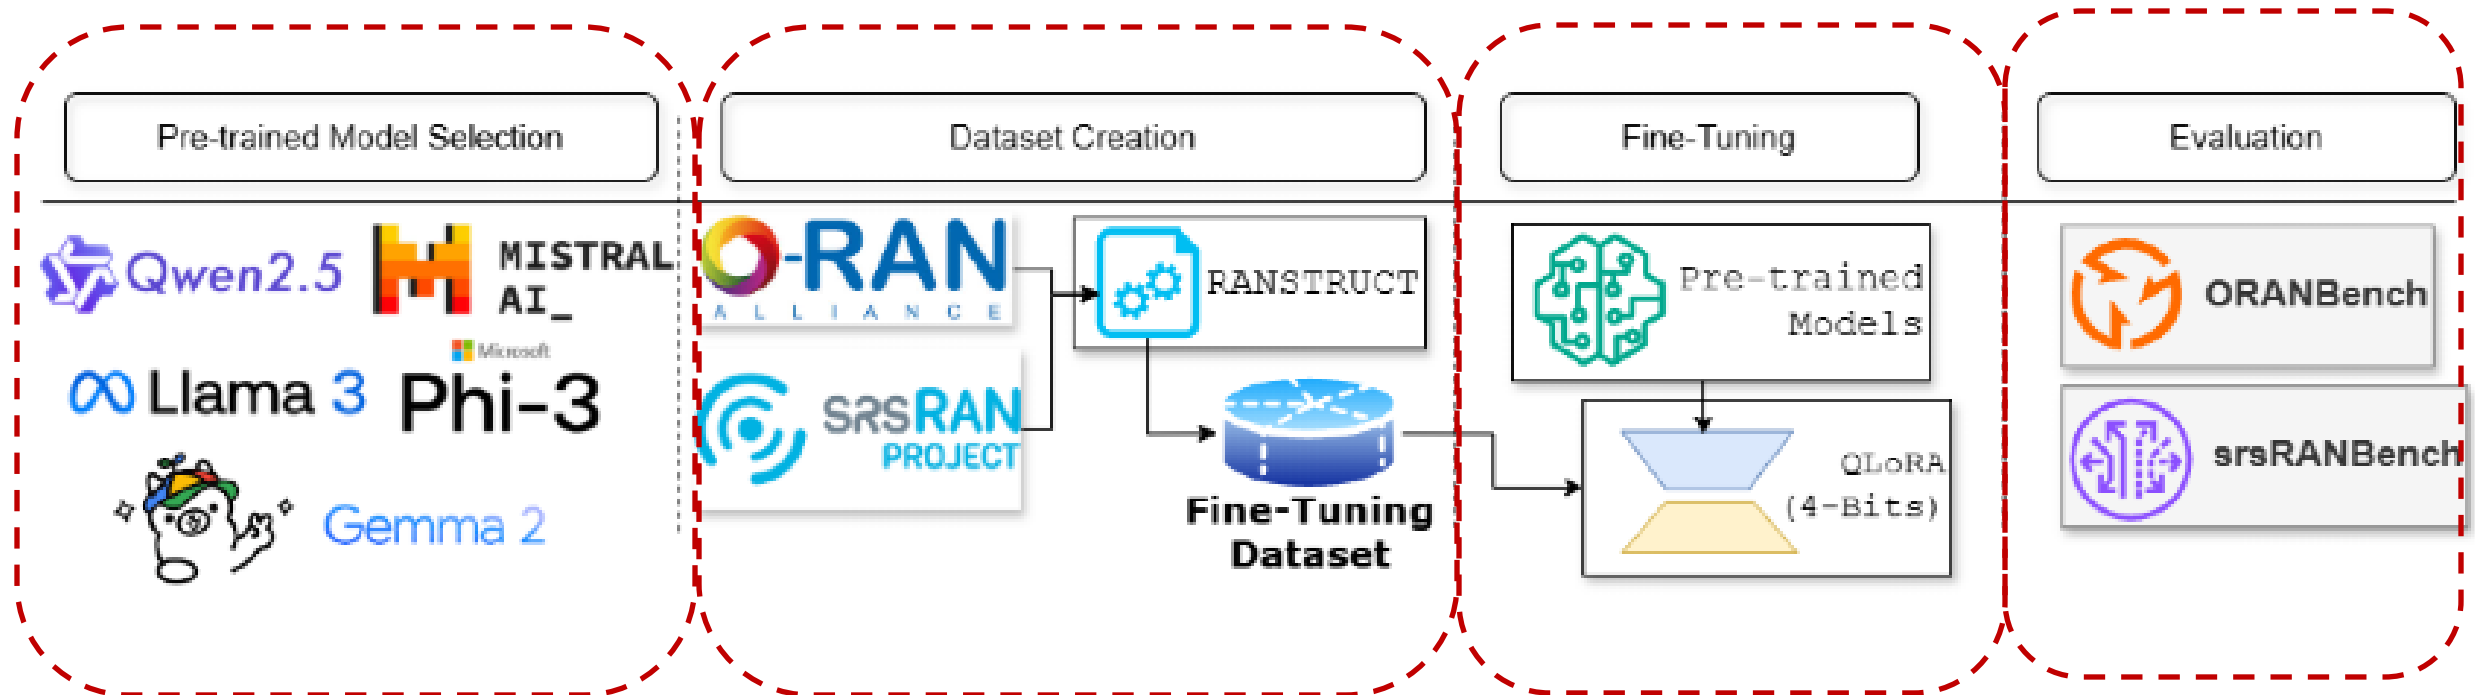 Pre-trained Model Selection
Qwen2.5
MISTRAL
AI_
Llama 3
Microsoft
Phi-3
Gemma 2
Dataset Creation
O-RAN
ALLIANCE
srsRAN
PROJECT
RANSTRUCT
Fine-Tuning
Dataset
Fine-Tuning
Pre-trained
Models
QLoRA
(4-Bits)
Evaluation
ORANBench
srsRANBench